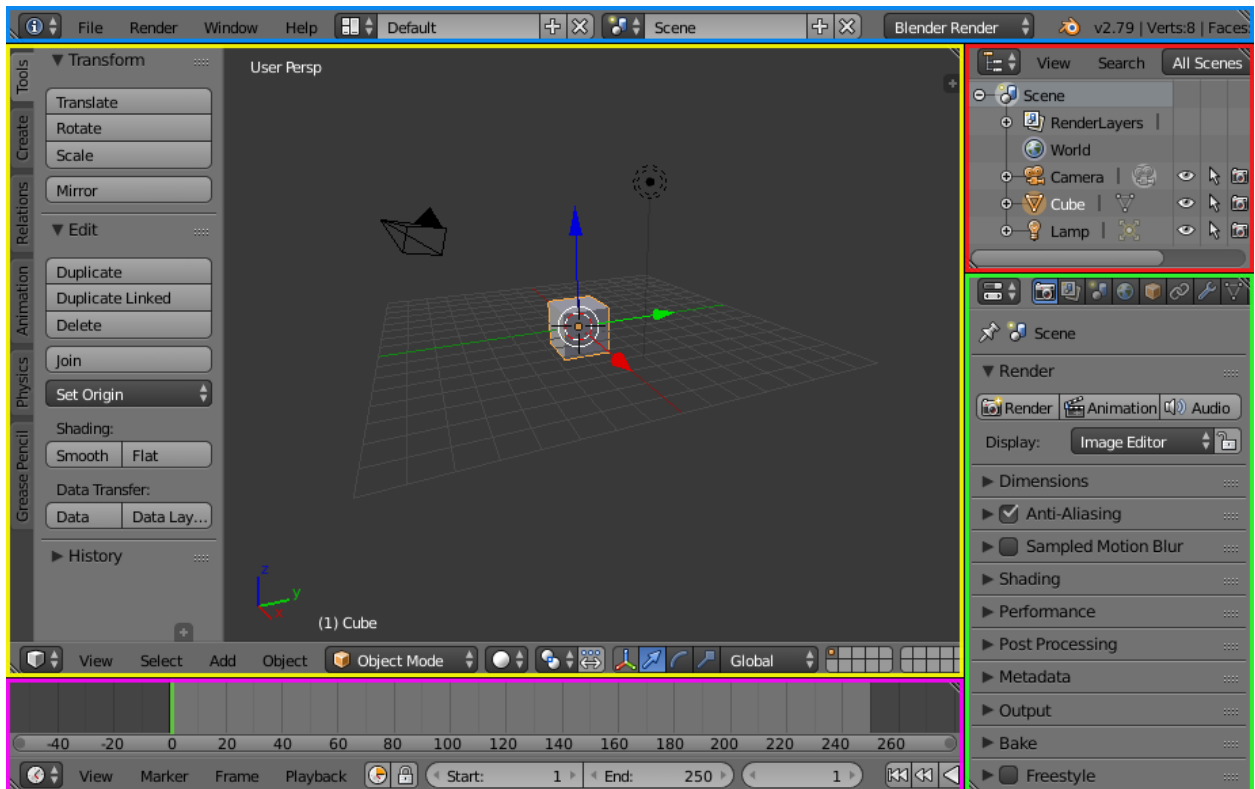 File Render Window Help Default Scene Blender Render v2.79 | Verts:8 | Faces:
Tools
Create
Relations
Animation
Physics
Grease Pencil
Transform
Translate
Rotate
Scale
Mirror
Edit
Duplicate
Duplicate Linked
Delete
Join
Set Origin
Shading:
Smooth Flat
Data Transfer:
Data Data Lay...
History
User Persp
z
y
x
(1) Cube
View Select Add Object Object Mode Global
-40 -20 0 20 40 60 80 100 120 140 160 180 200 220 240 260
View Marker Frame Playback Start: 1 End: 250 1
View Search All Scenes
Scene
RenderLayers |
World
Camera |
Cube |
Lamp |
Scene
Render
Render Animation Audio
Display: Image Editor
Dimensions
Anti-Aliasing
Sampled Motion Blur
Shading
Performance
Post Processing
Metadata
Output
Bake
Freestyle